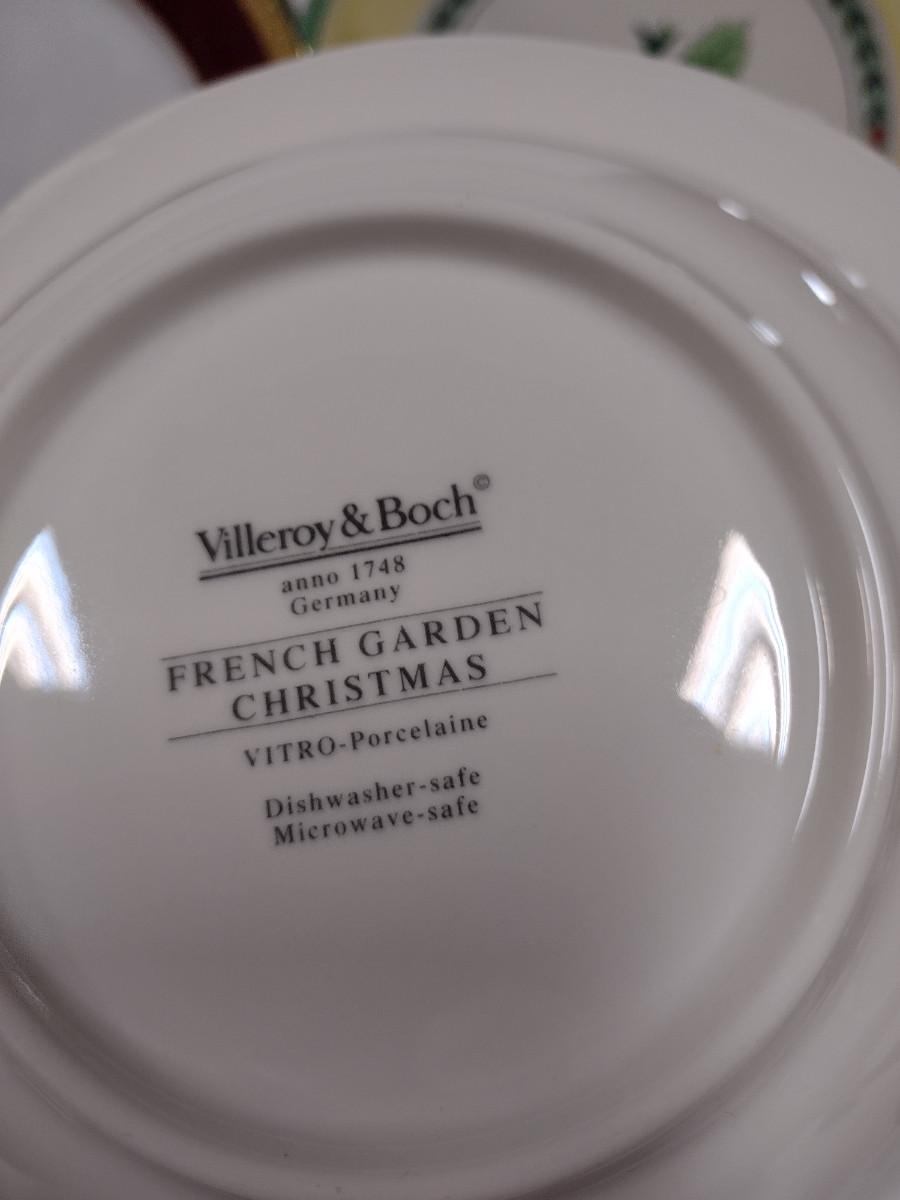 Villeroy & Boch©
anno 1748
Germany
FRENCH GARDEN
CHRISTMAS
VITRO-Porcelaine
Dishwasher-safe
Microwave-safe